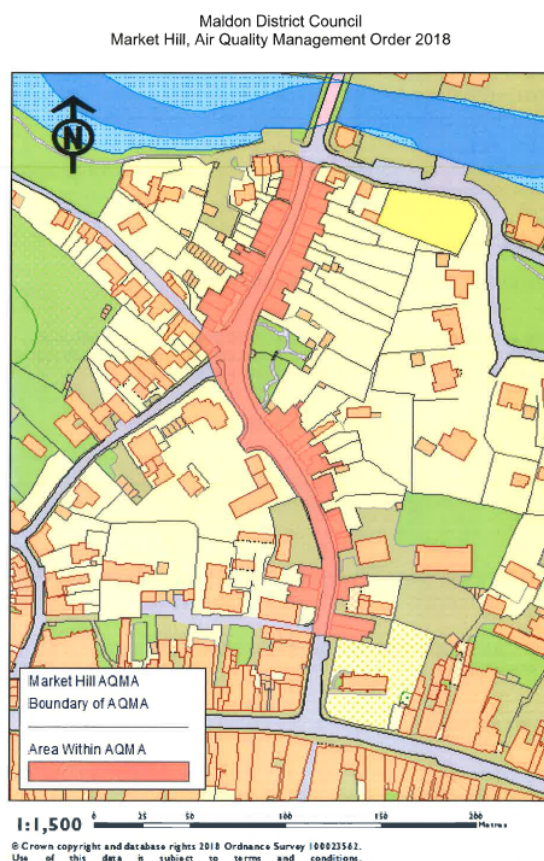 Maldon District Council
Market Hill, Air Quality Management Order 2018
N
Market Hill AQMA
Boundary of AQMA
Area Within AQMA
1:1,500
0 25 50 100 150 200
Metres
© Crown copyright and database rights 2018 Ordnance Survey 100023562.
Use of this data is subject to terms and conditions.